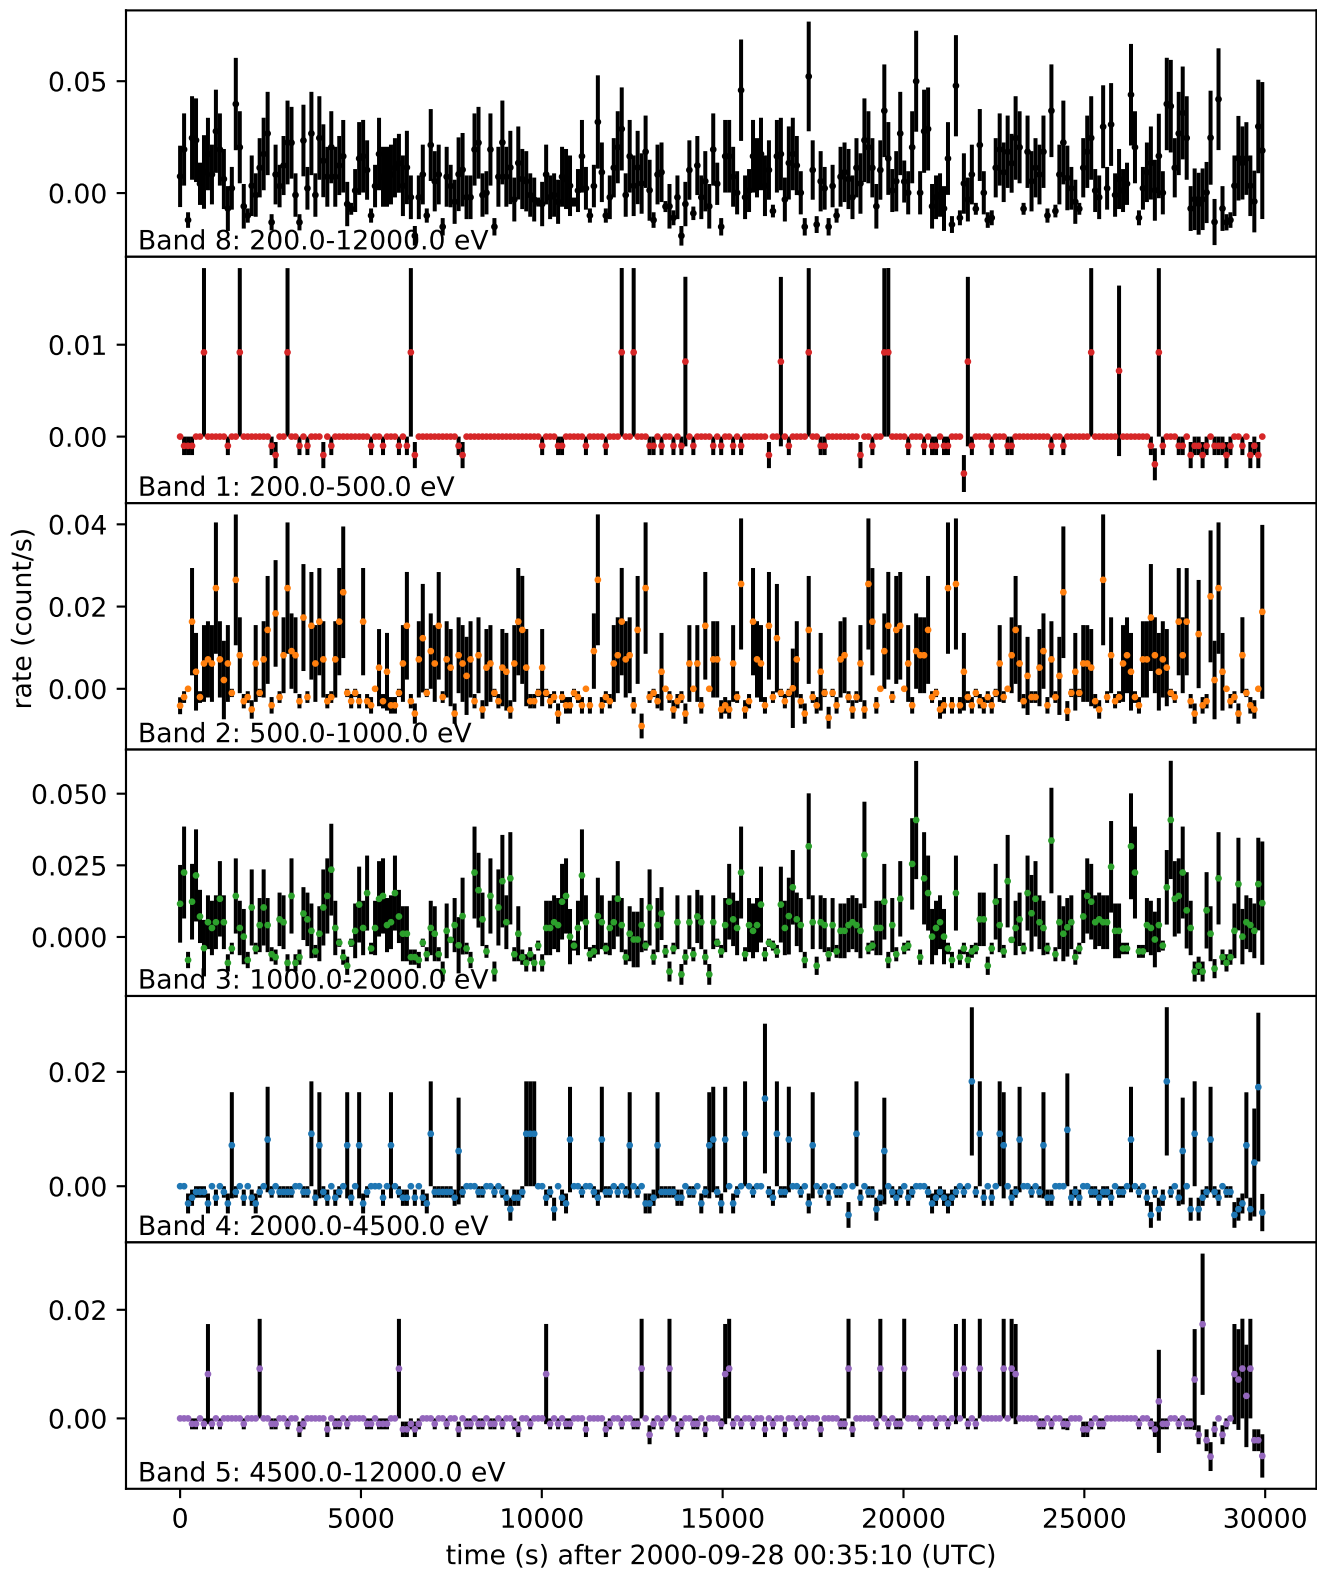 0.05
0.00
Band 8: 200.0-12000.0 eV
0.01
0.00
Band 1: 200.0-500.0 eV
rate (count/s)
0.04
0.02
0.00
Band 2: 500.0-1000.0 eV
0.050
0.025
0.000
Band 3: 1000.0-2000.0 eV
0.02
0.00
Band 4: 2000.0-4500.0 eV
0.02
0.00
Band 5: 4500.0-12000.0 eV
0 5000 10000 15000 20000 25000 30000
time (s) after 2000-09-28 00:35:10 (UTC)